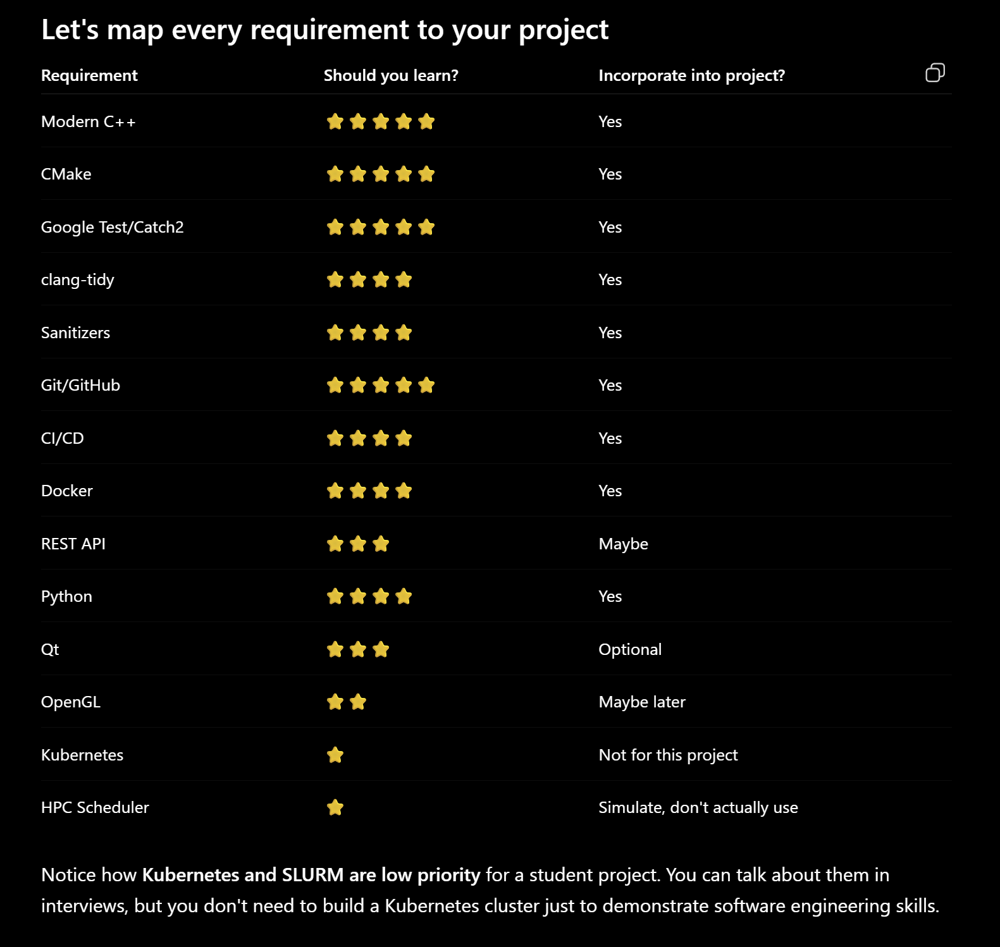 Let's map every requirement to your project
Requirement Should you learn? Incorporate into project?
Modern C++ ⭐⭐⭐⭐⭐ Yes
CMake ⭐⭐⭐⭐⭐ Yes
Google Test/Catch2 ⭐⭐⭐⭐⭐ Yes
clang-tidy ⭐⭐⭐⭐ Yes
Sanitizers ⭐⭐⭐⭐ Yes
Git/GitHub ⭐⭐⭐⭐⭐ Yes
CI/CD ⭐⭐⭐⭐ Yes
Docker ⭐⭐⭐⭐ Yes
REST API ⭐⭐⭐ Maybe
Python ⭐⭐⭐⭐ Yes
Qt ⭐⭐⭐ Optional
OpenGL ⭐⭐ Maybe later
Kubernetes ⭐ Not for this project
HPC Scheduler ⭐ Simulate, don't actually use
Notice how Kubernetes and SLURM are low priority for a student project. You can talk about them in
interviews, but you don't need to build a Kubernetes cluster just to demonstrate software engineering skills.